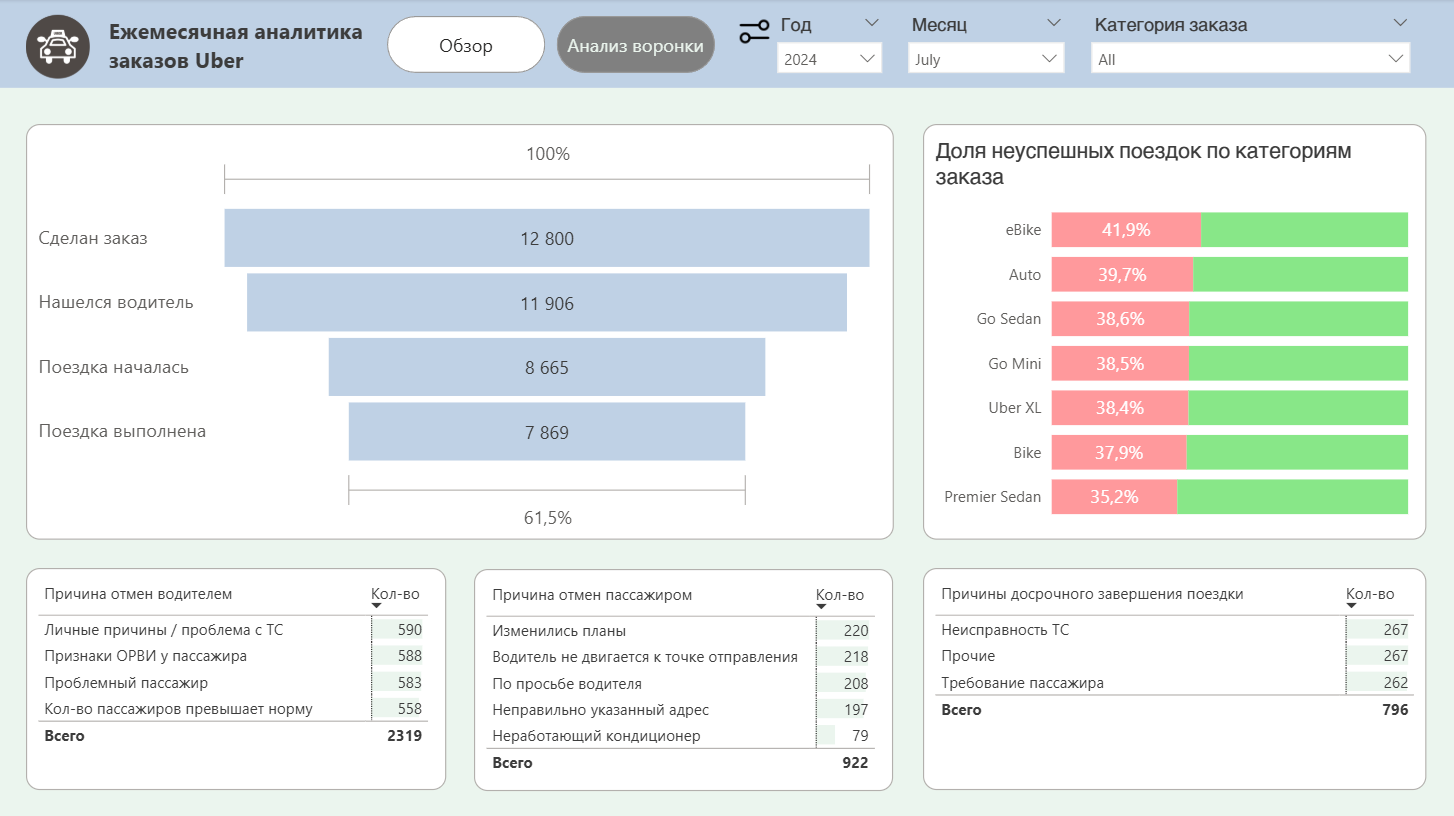 Ежемесячная аналитика
заказов Uber
Обзор
Анализ воронки
Год
2024
Месяц
July
Категория заказа
All
100%
Сделан заказ 12 800
Нашелся водитель 11 906
Поездка началась 8 665
Поездка выполнена 7 869
61,5%
Доля неуспешных поездок по категориям
заказа
eBike 41,9%
Auto 39,7%
Go Sedan 38,6%
Go Mini 38,5%
Uber XL 38,4%
Bike 37,9%
Premier Sedan 35,2%
Причина отмен водителем Кол-во
Личные причины / проблема с ТС 590
Признаки ОРВИ у пассажира 588
Проблемный пассажир 583
Кол-во пассажиров превышает норму 558
Всего 2319
Причина отмен пассажиром Кол-во
Изменились планы 220
Водитель не двигается к точке отправления 218
По просьбе водителя 208
Неправильно указанный адрес 197
Неработающий кондиционер 79
Всего 922
Причины досрочного завершения поездки Кол-во
Неисправность ТС 267
Прочие 267
Требование пассажира 262
Всего 796